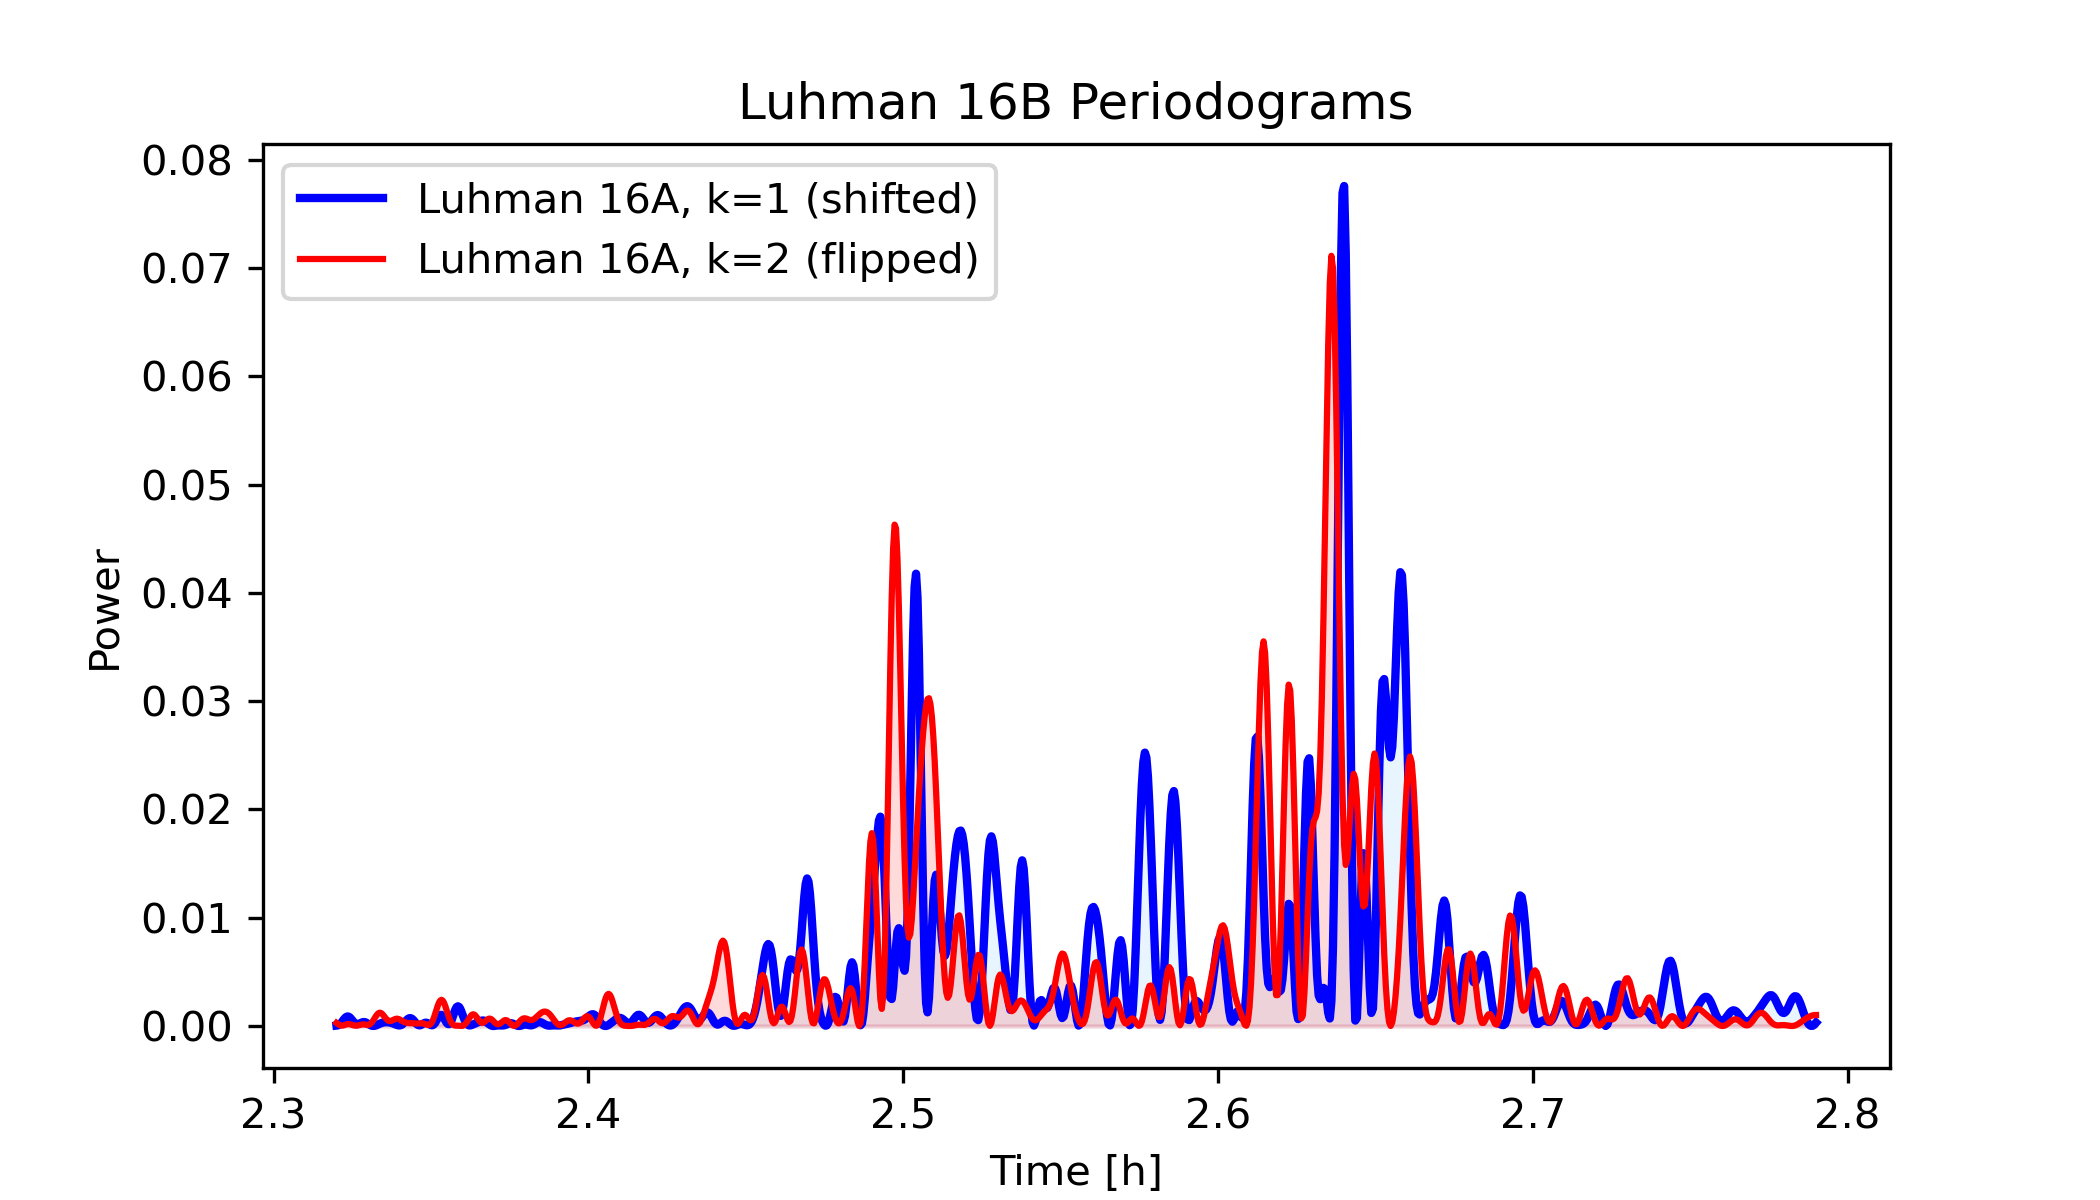 Luhman 16B Periodograms
Luhman 16A, k=1 (shifted)
Luhman 16A, k=2 (flipped)
0.08
0.07
0.06
0.05
0.04
0.03
0.02
0.01
0.00
Power
2.3 2.4 2.5 2.6 2.7 2.8
Time [h]